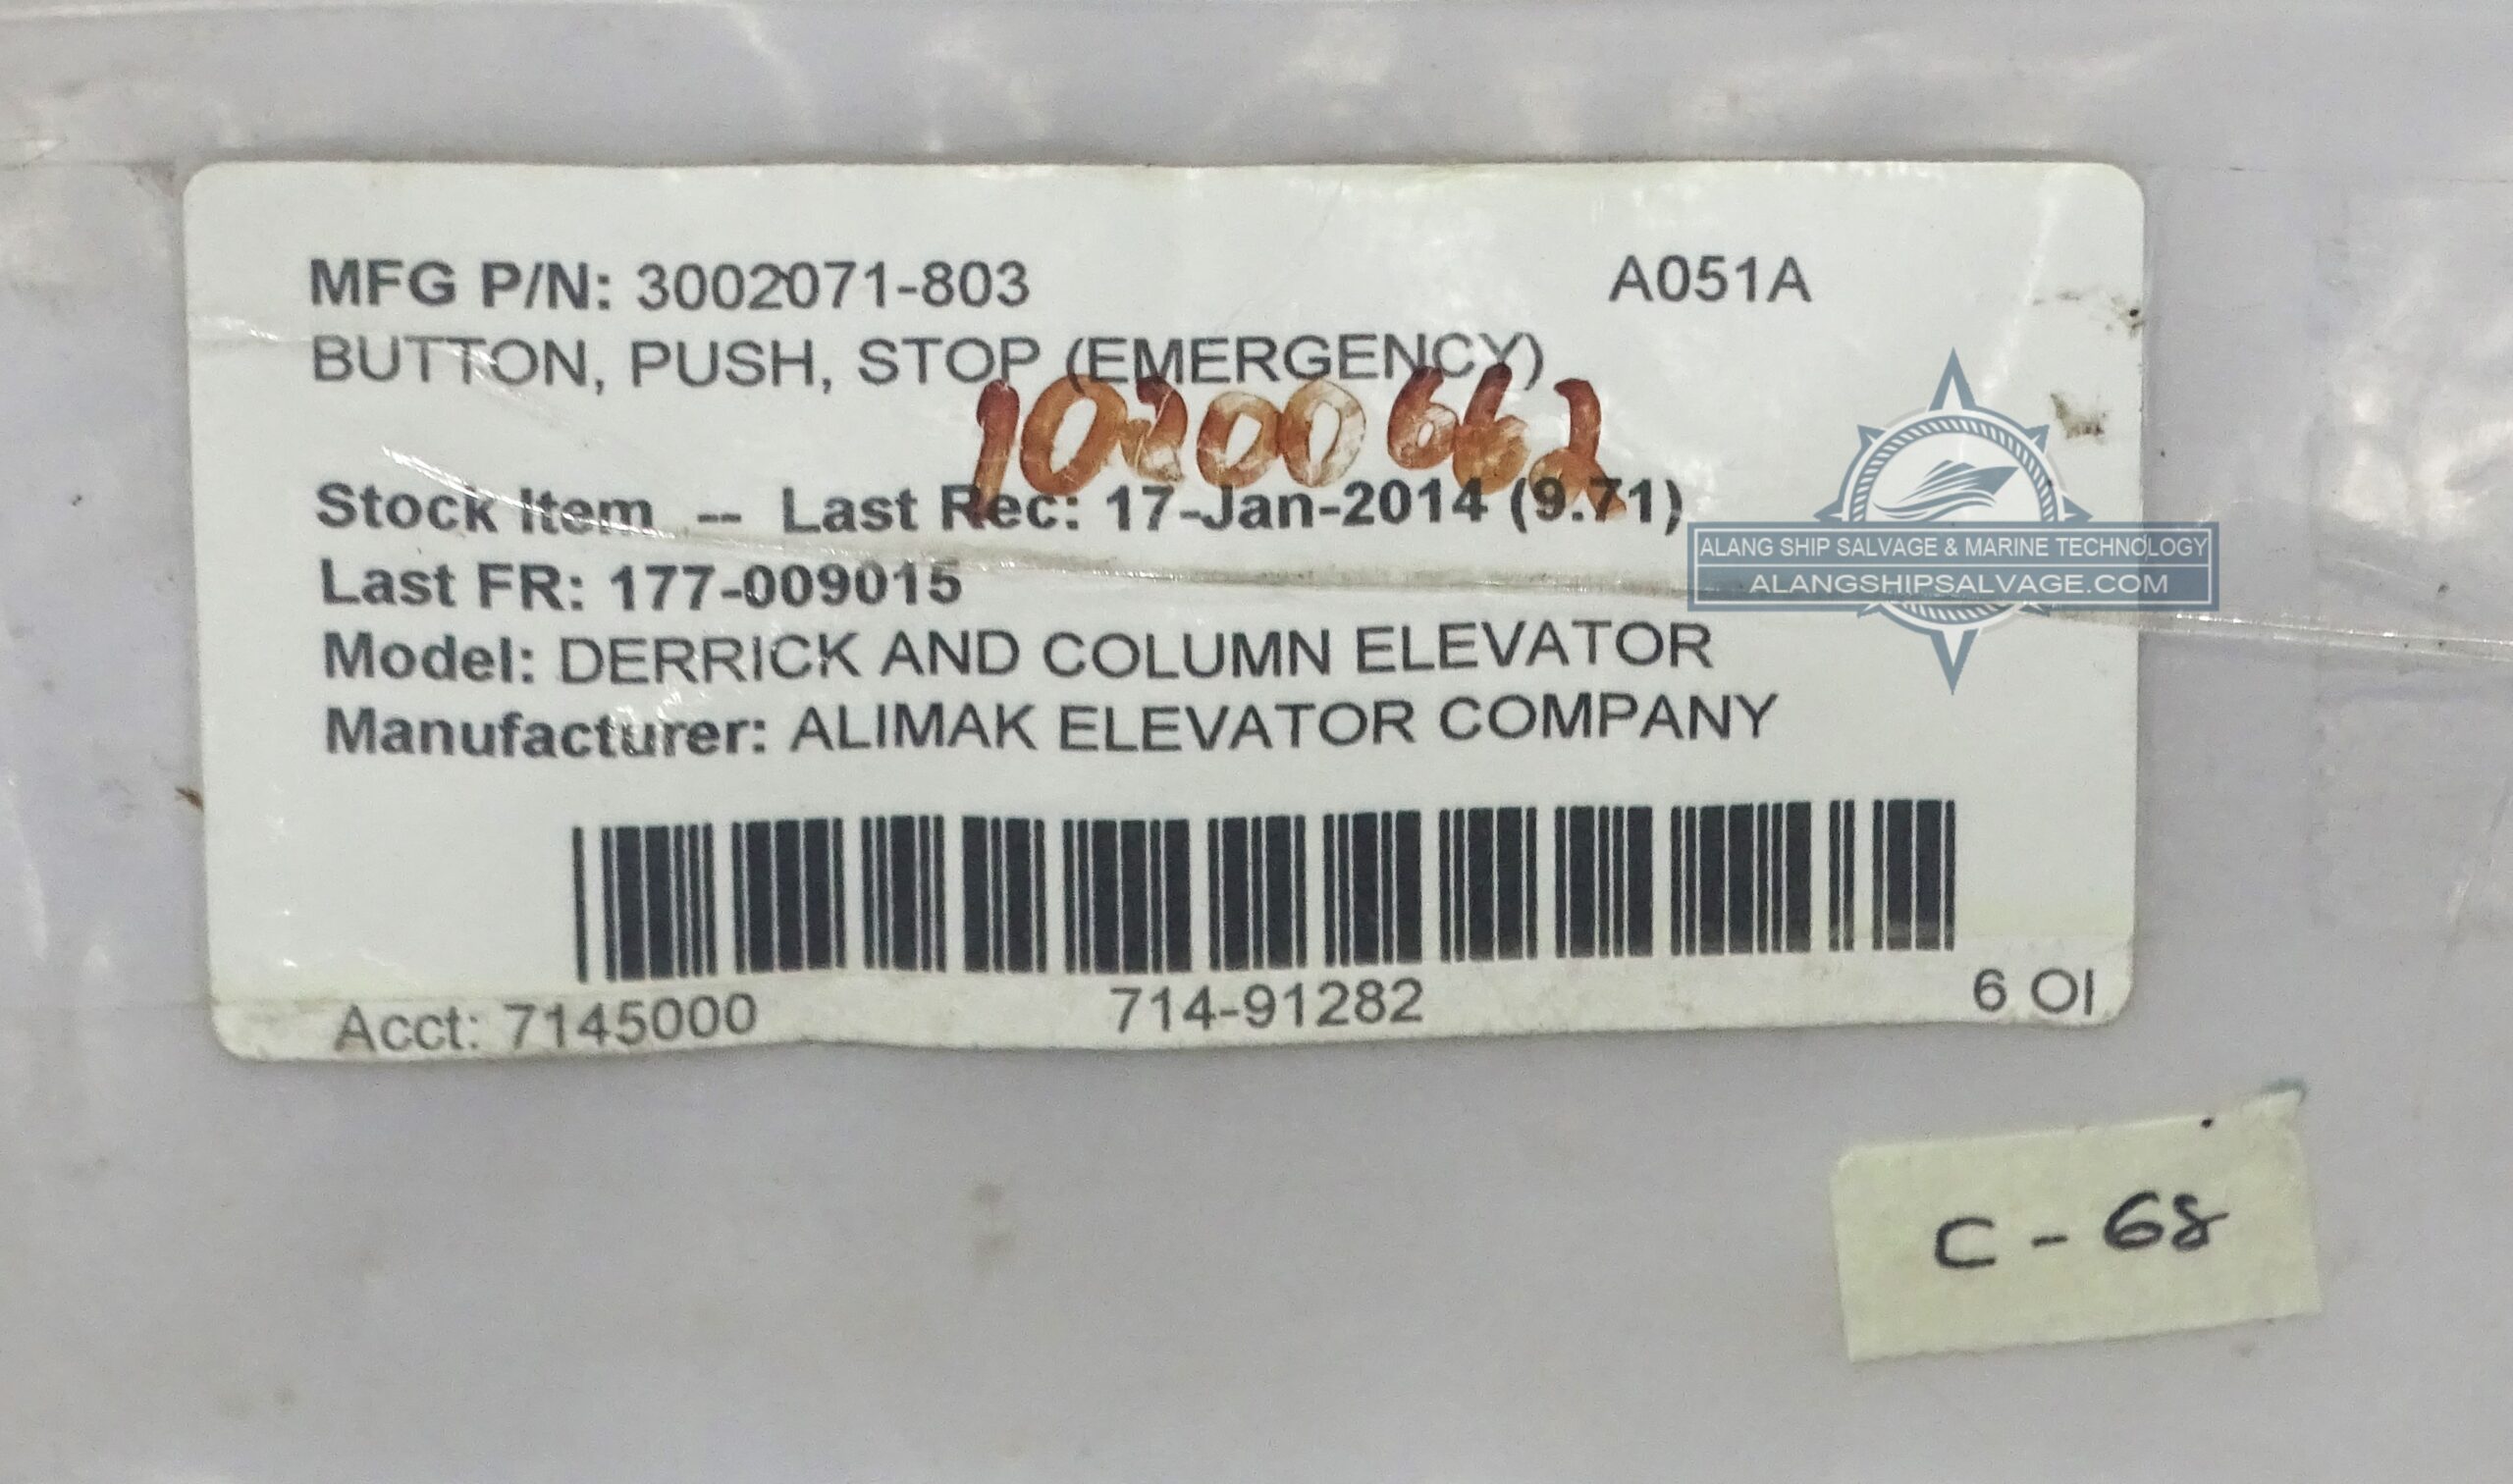 MFG P/N: 3002071-803 A051A
BUTTON, PUSH, STOP (EMERGENCY)
10200662
Stock Item -- Last Rec: 17-Jan-2014 (9.71)
ALANG SHIP SALVAGE & MARINE TECHNOLOGY
ALANGSHIPSALVAGE.COM
Last FR: 177-009015
Model: DERRICK AND COLUMN ELEVATOR
Manufacturer: ALIMAK ELEVATOR COMPANY
Acct: 7145000 714-91282 6 OI
C - 68